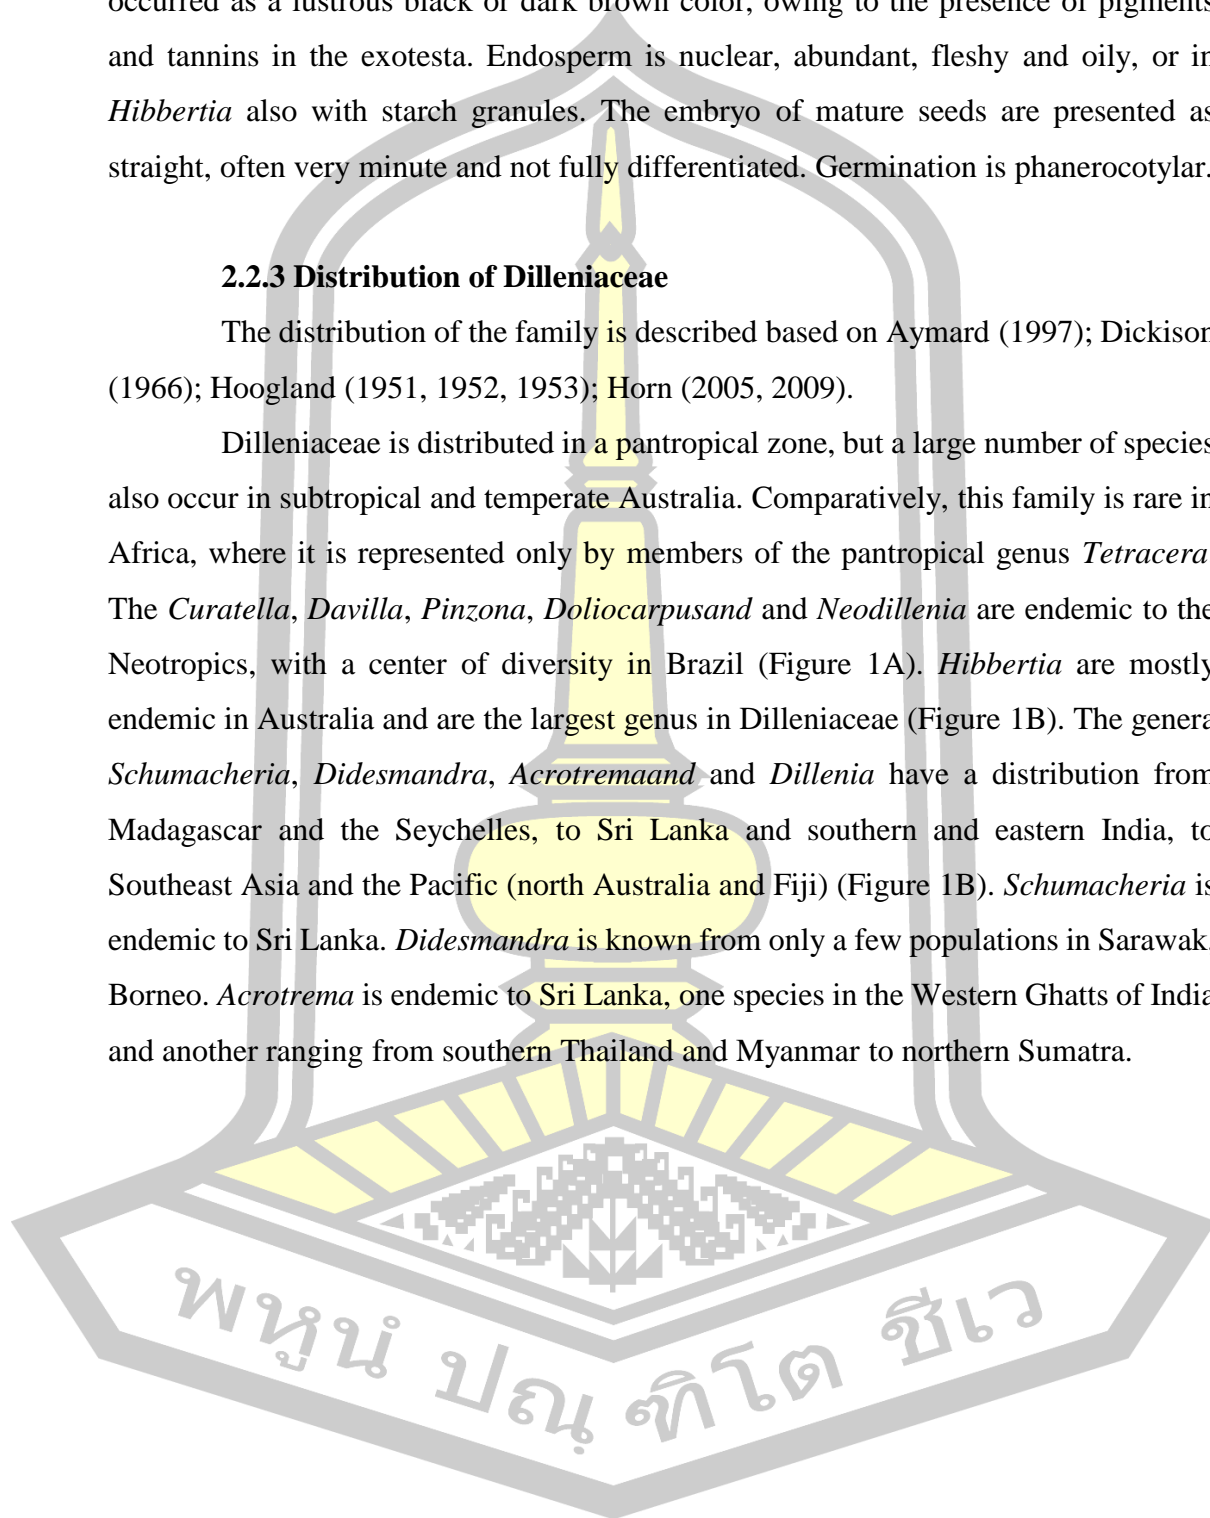 occurred as a lustrous black or dark brown color, owing to the presence of pigments
and tannins in the exotesta. Endosperm is nuclear, abundant, fleshy and oily, or in
Hibbertia also with starch granules. The embryo of mature seeds are presented as
straight, often very minute and not fully differentiated. Germination is phanerocotylar.
2.2.3 Distribution of Dilleniaceae
The distribution of the family is described based on Aymard (1997); Dickison
(1966); Hoogland (1951, 1952, 1953); Horn (2005, 2009).
Dilleniaceae is distributed in a pantropical zone, but a large number of species
also occur in subtropical and temperate Australia. Comparatively, this family is rare in
Africa, where it is represented only by members of the pantropical genus Tetracera.
The Curatella, Davilla, Pinzona, Doliocarpusand and Neodillenia are endemic to the
Neotropics, with a center of diversity in Brazil (Figure 1A). Hibbertia are mostly
endemic in Australia and are the largest genus in Dilleniaceae (Figure 1B). The genera
Schumacheria, Didesmandra, Acrotremaand and Dillenia have a distribution from
Madagascar and the Seychelles, to Sri Lanka and southern and eastern India, to
Southeast Asia and the Pacific (north Australia and Fiji) (Figure 1B). Schumacheria is
endemic to Sri Lanka. Didesmandra is known from only a few populations in Sarawak,
Borneo. Acrotrema is endemic to Sri Lanka, one species in the Western Ghatts of India
and another ranging from southern Thailand and Myanmar to northern Sumatra.
พหูนํ ปณฺฑิโต ชีเว